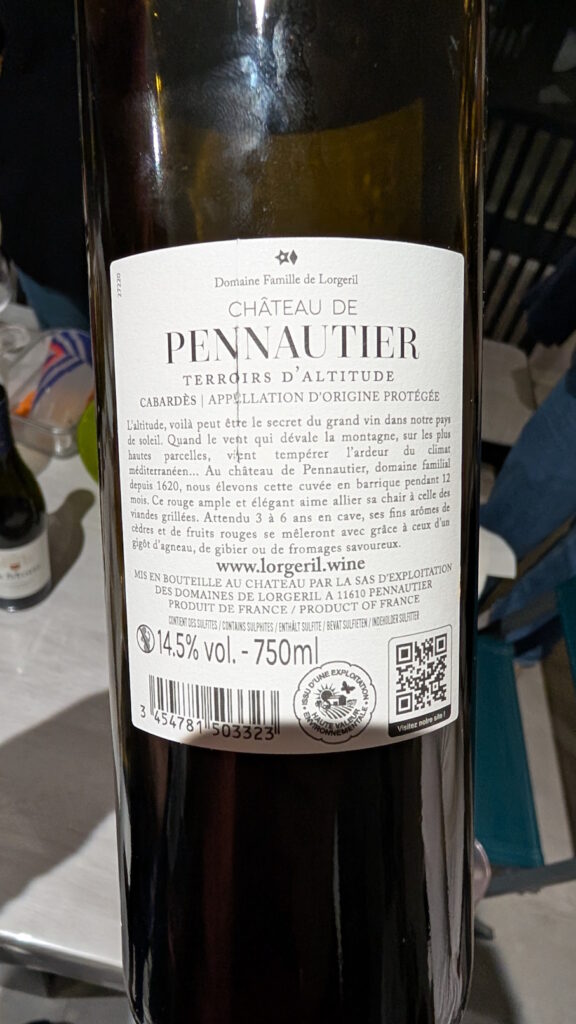 27220
Domaine Famille de Lorgeril
CHÂTEAU DE
PENNAUTIER
TERROIRS D'ALTITUDE
CABARDÈS | APPELLATION D'ORIGINE PROTÉGÉE
L'altitude, voilà peut être le secret du grand vin dans notre pays
de soleil. Quand le vent qui dévale la montagne, sur les plus
hautes parcelles, vient tempérer l'ardeur du climat
méditerranéen... Au château de Pennautier, domaine familial
depuis 1620, nous élevons cette cuvée en barrique pendant 12
mois. Ce rouge ample et élégant aime allier sa chair à celle des
viandes grillées. Attendu 3 à 6 ans en cave, ses fins arômes de
cèdres et de fruits rouges se mêleront avec grâce à ceux d'un
gigot d'agneau, de gibier ou de fromages savoureux.
www.lorgeril.wine
MIS EN BOUTEILLE AU CHATEAU PAR LA SAS D'EXPLOITATION
DES DOMAINES DE LORGERIL A 11610 PENNAUTIER
PRODUIT DE FRANCE / PRODUCT OF FRANCE
CONTIENT DES SULFITES / CONTAINS SULPHITES / ENTHÄLT SULFITE / BEVAT SULFIETEN / INDEHOLDER SULFITTER
14.5% vol. - 750ml
ISSU D'UNE EXPLOITATION
HAUTE VALEUR
ENVIRONNEMENTALE
3 454781 503323
Visitez notre site !